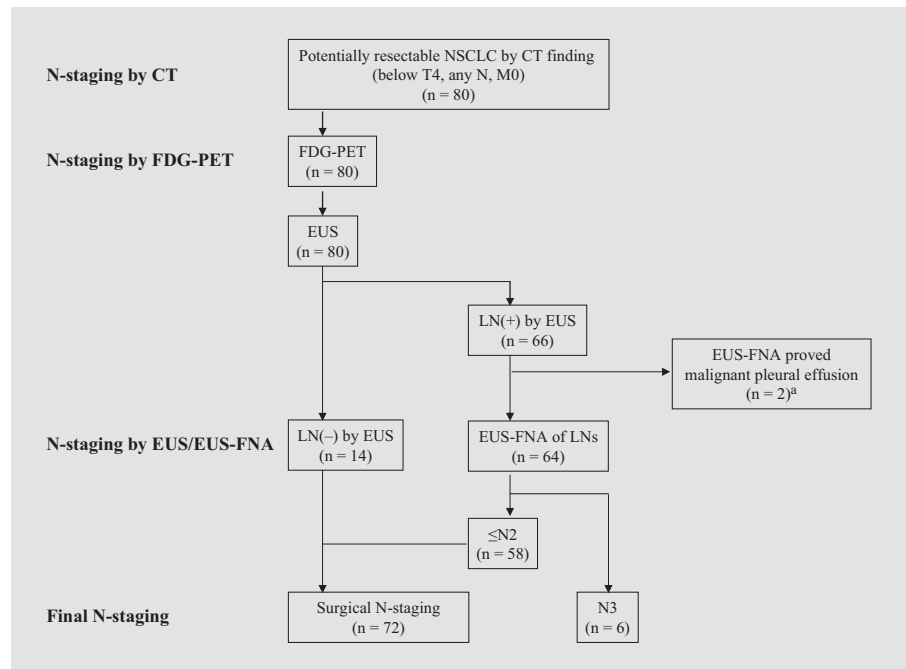 N-staging by CT
Potentially resectable NSCLC by CT finding
(below T4, any N, M0)
(n = 80)
N-staging by FDG-PET
FDG-PET
(n = 80)
EUS
(n = 80)
LN(+) by EUS
(n = 66)
EUS-FNA proved
malignant pleural effusion
(n = 2)ᵃ
N-staging by EUS/EUS-FNA
LN(–) by EUS
(n = 14)
EUS-FNA of LNs
(n = 64)
≤N2
(n = 58)
Final N-staging
Surgical N-staging
(n = 72)
N3
(n = 6)